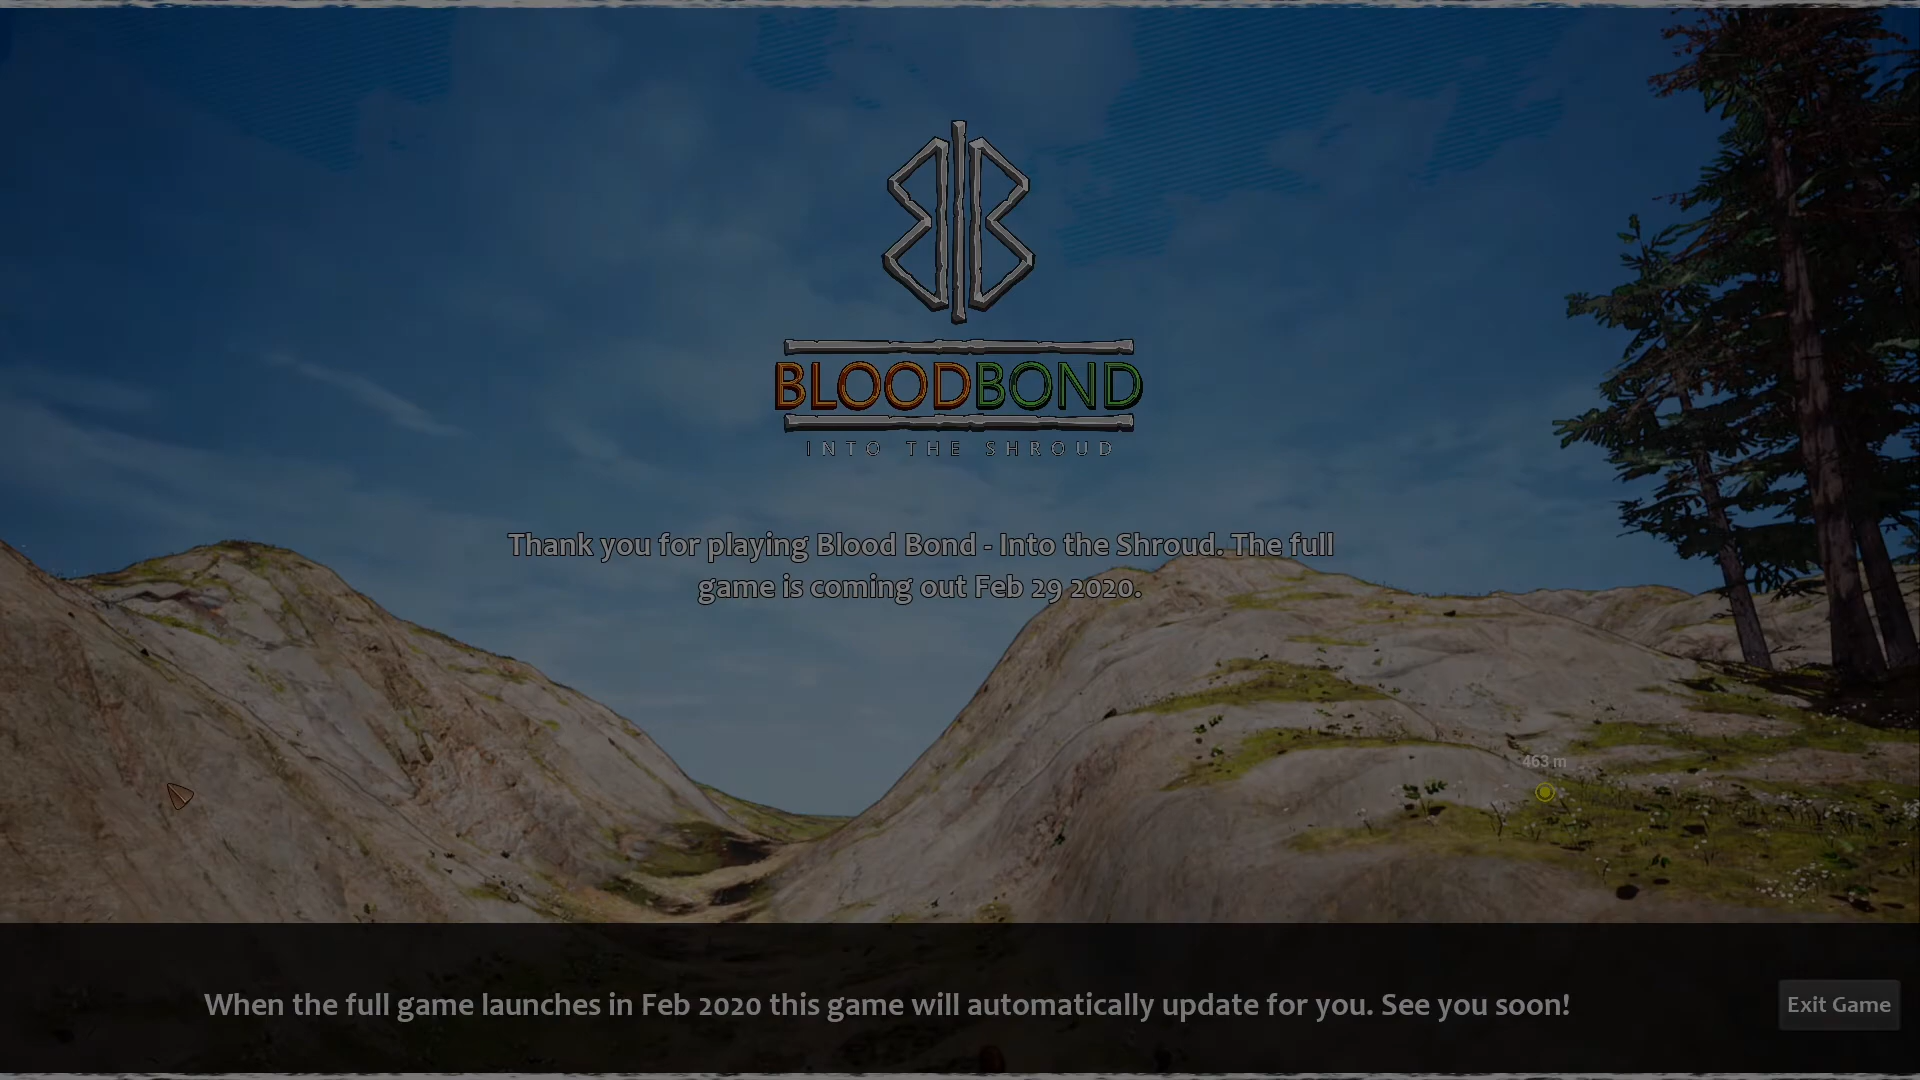 BLOODBOND
INTO THE SHROUD
Thank you for playing Blood Bond - Into the Shroud. The full
game is coming out Feb 29 2020.
463 m
When the full game launches in Feb 2020 this game will automatically update for you. See you soon!
Exit Game